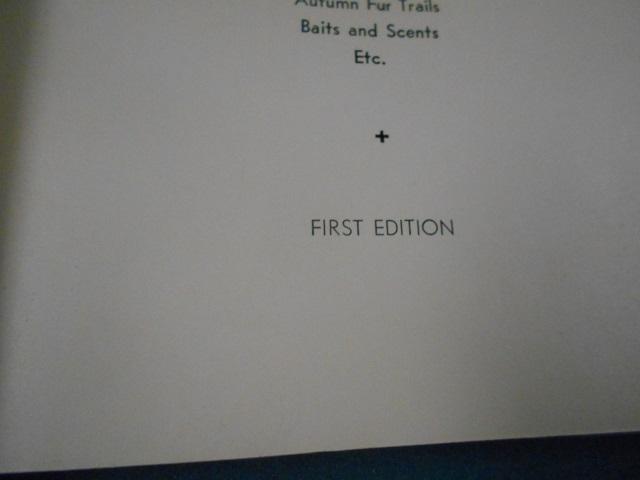 Autumn Fur Trails
Baits and Scents
Etc.
+
FIRST EDITION